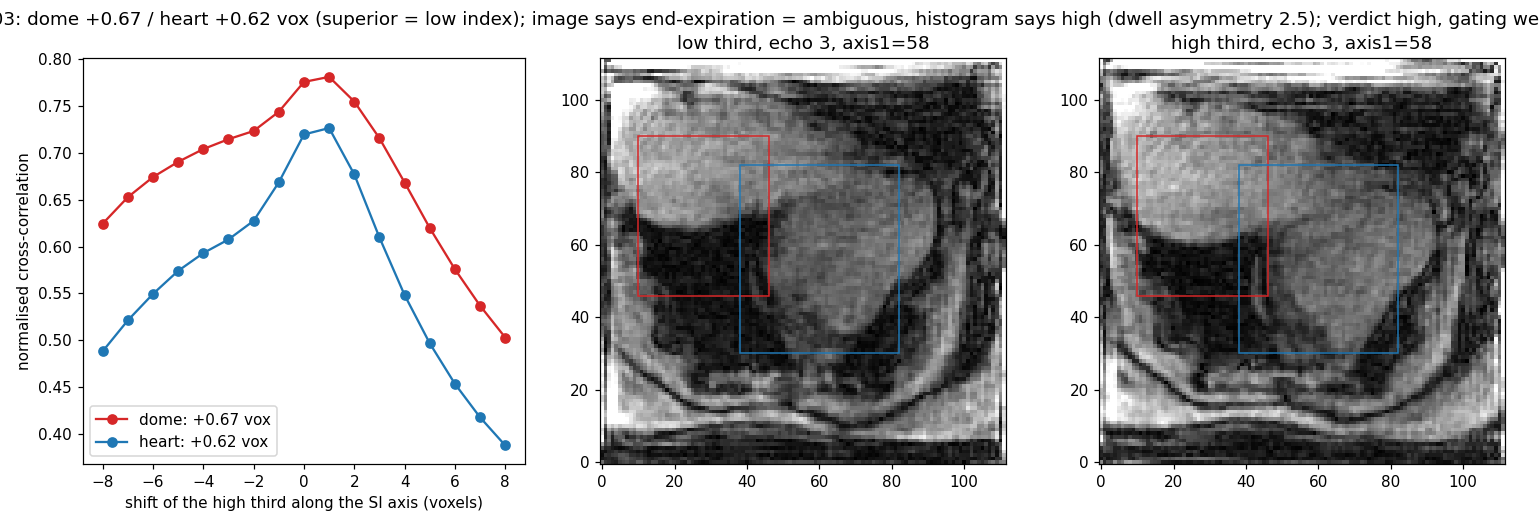 03: dome +0.67 / heart +0.62 vox (superior = low index); image says end-expiration = ambiguous, histogram says high (dwell asymmetry 2.5); verdict high, gating we
low third, echo 3, axis1=58
high third, echo 3, axis1=58
normalised cross-correlation
0.80
0.75
0.70
0.65
0.60
0.55
0.50
0.45
0.40
dome: +0.67 vox
heart: +0.62 vox
−8 −6 −4 −2 0 2 4 6 8
shift of the high third along the SI axis (voxels)
100
80
60
40
20
0
0 20 40 60 80 100
100
80
60
40
20
0
0 20 40 60 80 100